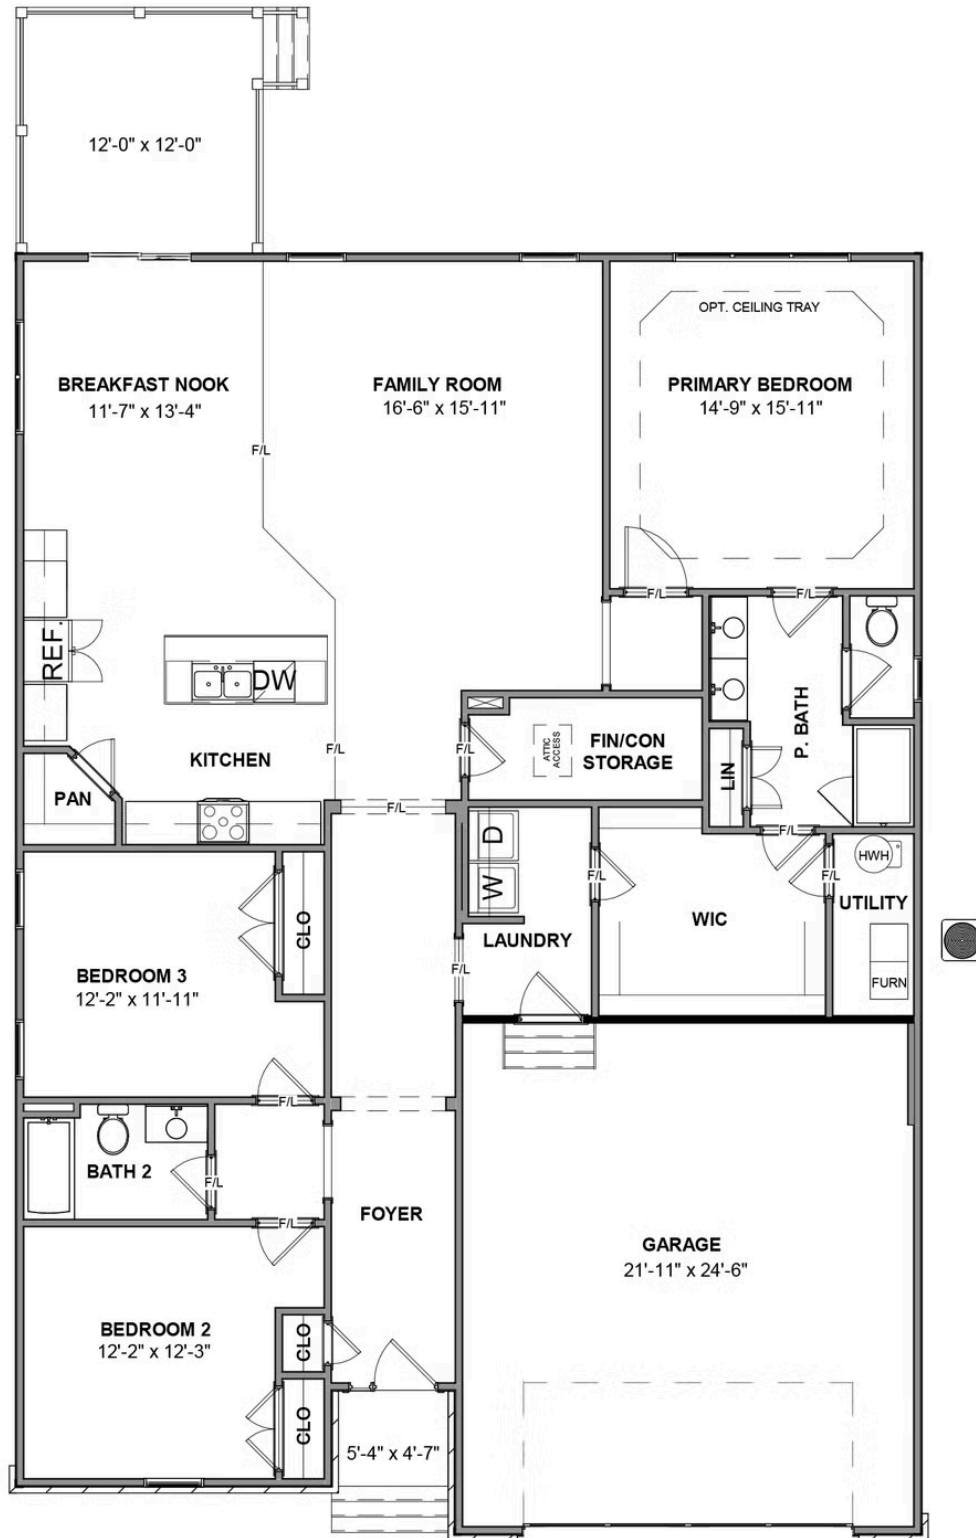 12'-0" x 12'-0"
OPT. CEILING TRAY
BREAKFAST NOOK
11'-7" x 13'-4"
FAMILY ROOM
16'-6" x 15'-11"
PRIMARY BEDROOM
14'-9" x 15'-11"
F/L
F/L
F/L
REF.
DW
P. BATH
KITCHEN
F/L
F/L
ATTIC
ACCESS
FIN/CON
STORAGE
LIN
PAN
F/L
F/L
D
W
F/L
F/L
HWH
UTILITY
CLO
LAUNDRY
WIC
F/L
BEDROOM 3
12'-2" x 11'-11"
FURN
F/L
BATH 2
F/L
F/L
FOYER
GARAGE
21'-11" x 24'-6"
BEDROOM 2
12'-2" x 12'-3"
CLO
CLO
5'-4" x 4'-7"